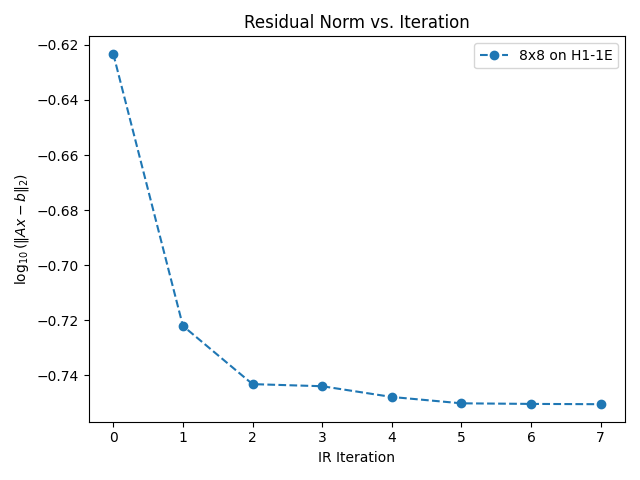 Residual Norm vs. Iteration
8x8 on H1-1E
−0.62
−0.64
−0.66
−0.68
−0.70
−0.72
−0.74
log₁₀(‖Ax − b‖₂)
0 1 2 3 4 5 6 7
IR Iteration